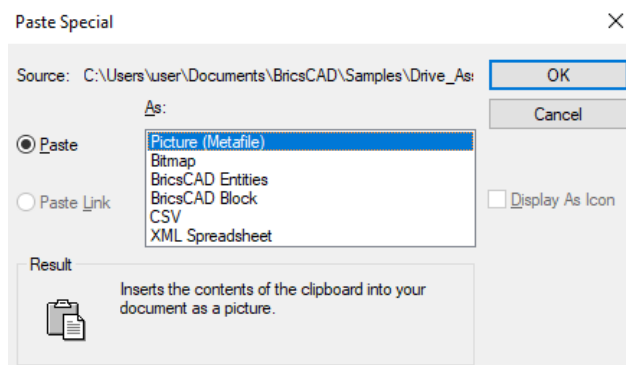 Paste Special
Source: C:\Users\user\Documents\BricsCAD\Samples\Drive_As
OK
As:
Cancel
Paste
Picture (Metafile)
Bitmap
BricsCAD Entities
Paste Link
BricsCAD Block
Display As Icon
CSV
XML Spreadsheet
Result
Inserts the contents of the clipboard into your
document as a picture.